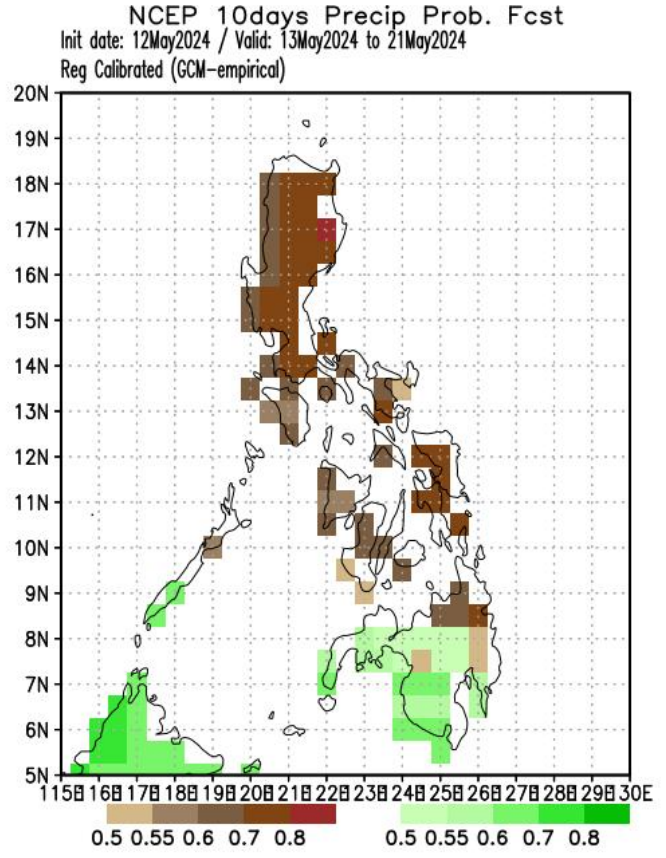 NCEP 10days Precip Prob. Fcst
Init date: 12May2024 / Valid: 13May2024 to 21May2024
Reg Calibrated (GCM-empirical)
20N
19N
18N
17N
16N
15N
14N
13N
12N
11N
10N
9N
8N
7N
6N
5N
115E 116E 117E 118E 119E 120E 121E 122E 123E 124E 125E 126E 127E 128E 129E 130E
0.5 0.55 0.6 0.7 0.8 0.5 0.55 0.6 0.7 0.8